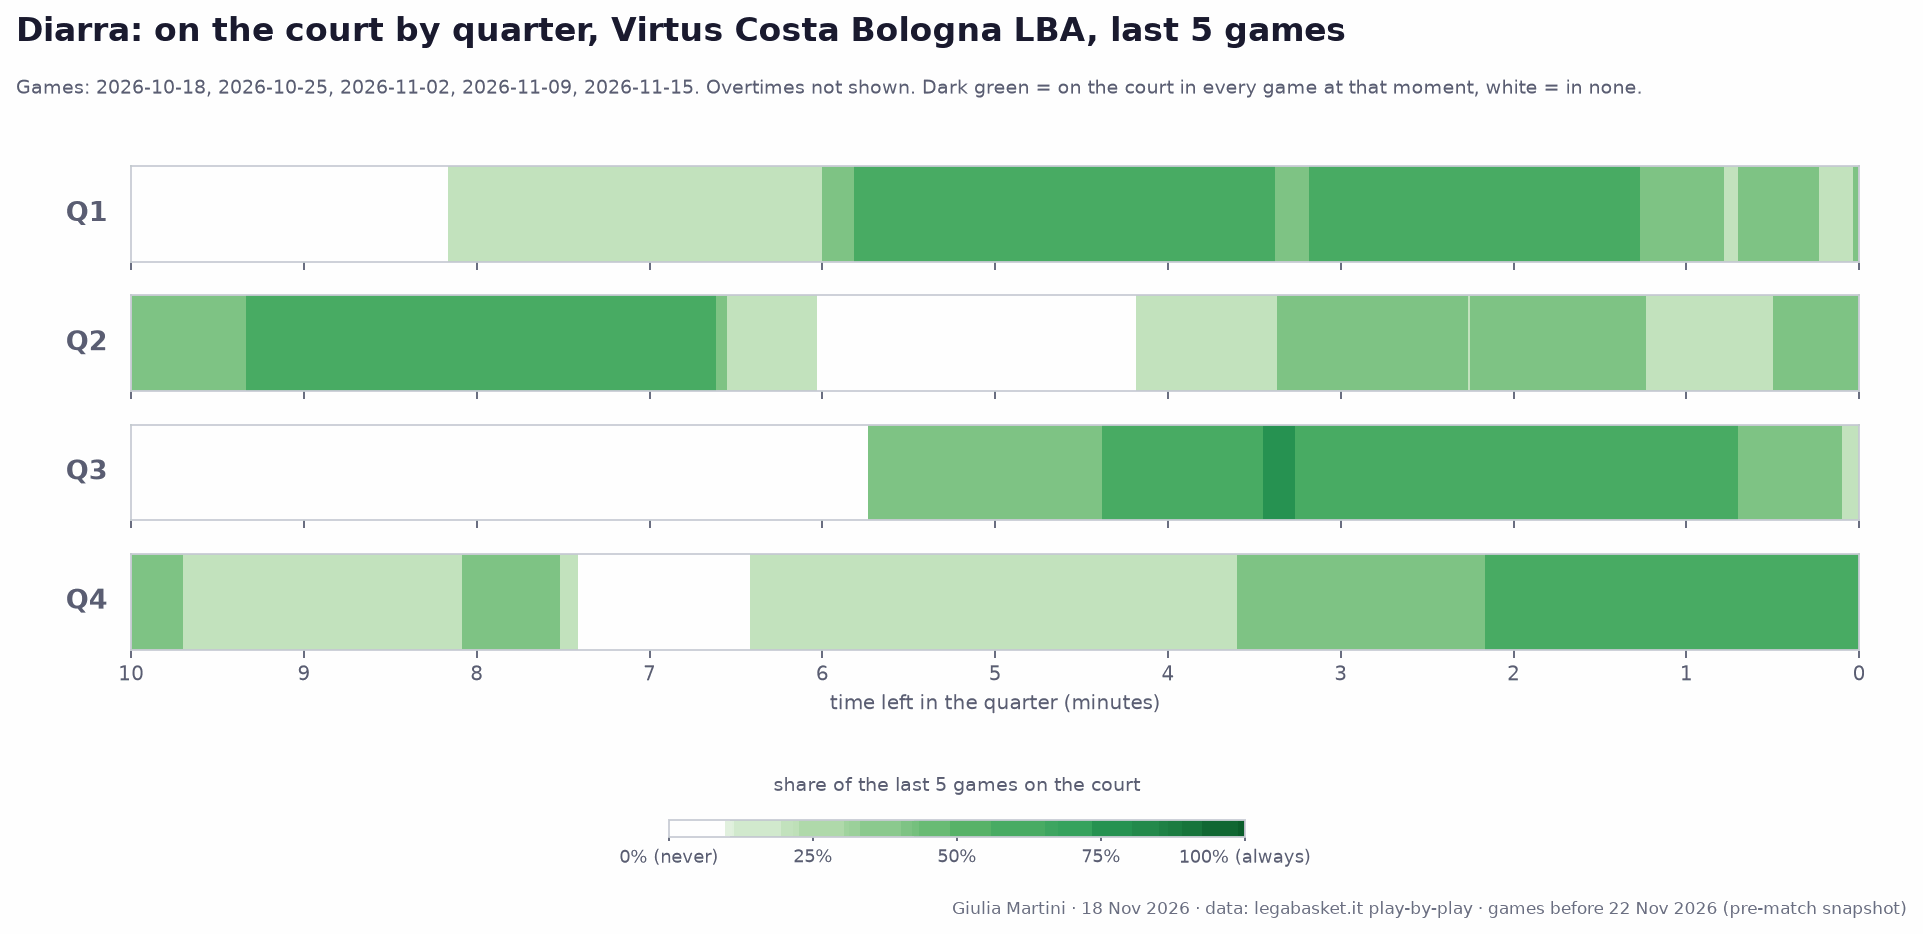 Diarra: on the court by quarter, Virtus Costa Bologna LBA, last 5 games
Games: 2026-10-18, 2026-10-25, 2026-11-02, 2026-11-09, 2026-11-15. Overtimes not shown. Dark green = on the court in every game at that moment, white = in none.
Q1
Q2
Q3
Q4
10 9 8 7 6 5 4 3 2 1 0
time left in the quarter (minutes)
share of the last 5 games on the court
0% (never) 25% 50% 75% 100% (always)
Giulia Martini · 18 Nov 2026 · data: legabasket.it play-by-play · games before 22 Nov 2026 (pre-match snapshot)